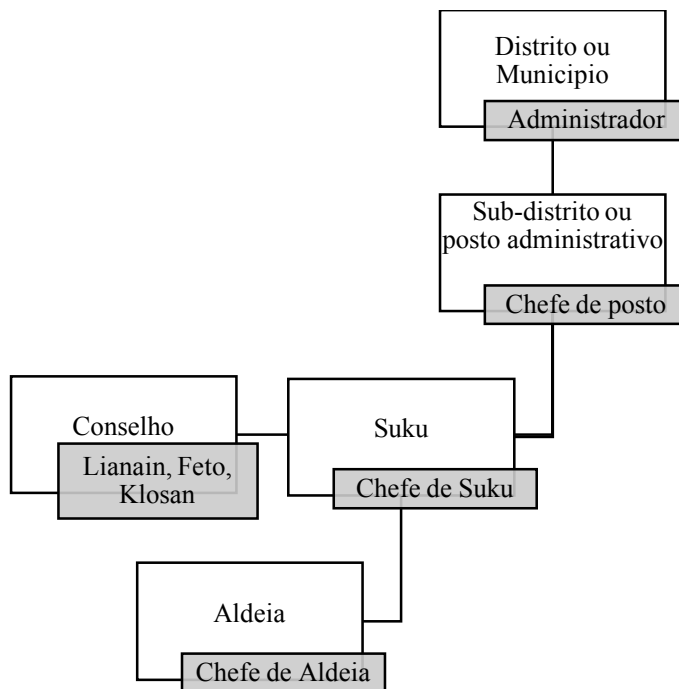 Distrito ou
Municipio
Administrador
Sub-distrito ou
posto administrativo
Chefe de posto
Conselho
Lianain, Feto,
Klosan
Suku
Chefe de Suku
Aldeia
Chefe de Aldeia